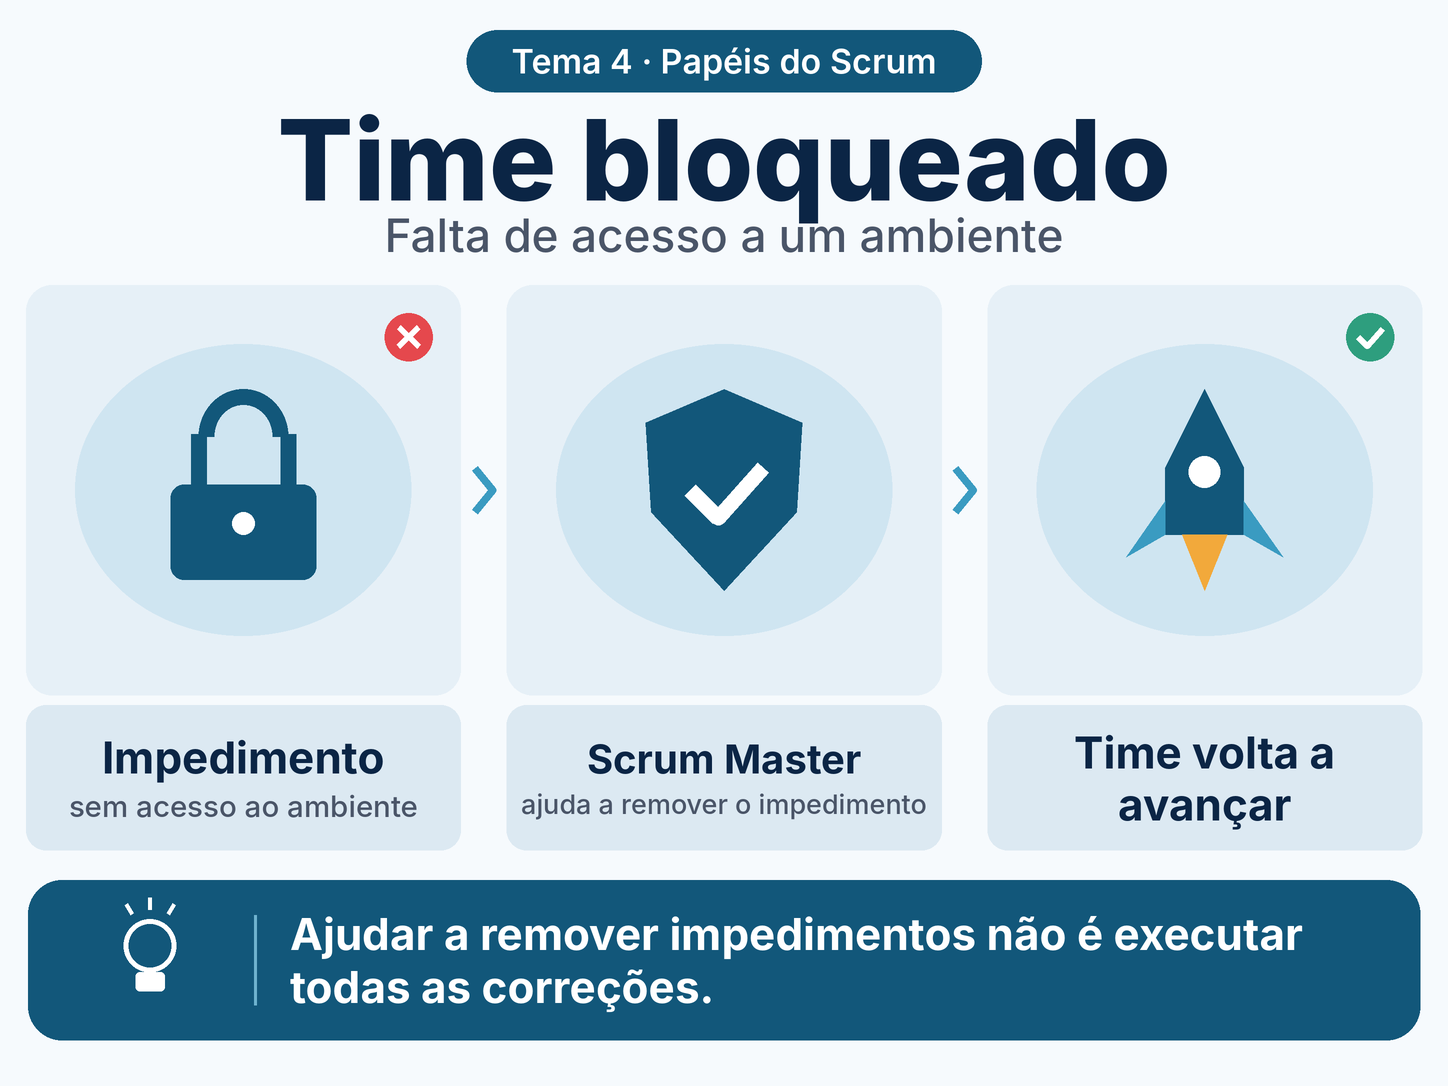 Tema 4 · Papéis do Scrum
Time bloqueado
Falta de acesso a um ambiente
Impedimento
sem acesso ao ambiente
Scrum Master
ajuda a remover o impedimento
Time volta a
avançar
Ajudar a remover impedimentos não é executar
todas as correções.